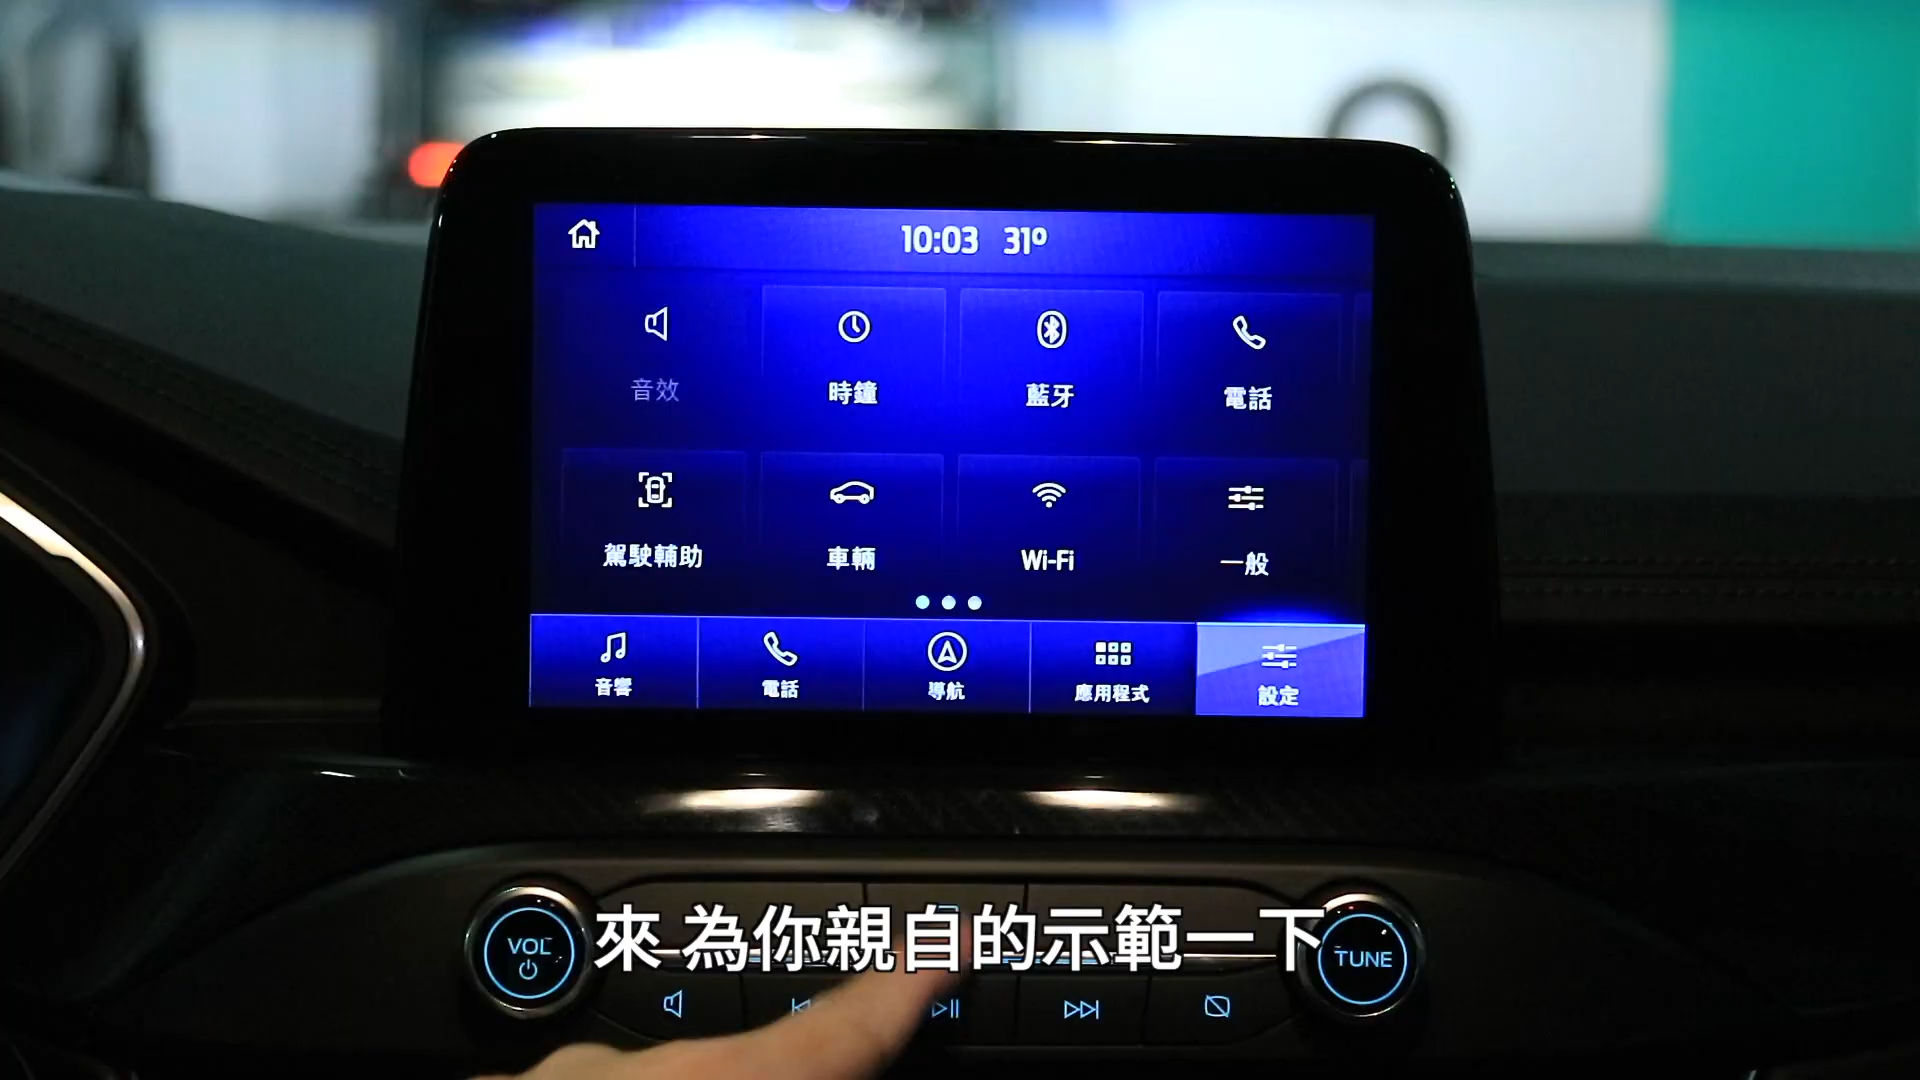 10:03 31°
音效 時鐘 藍牙 電話
駕駛輔助 車輛 Wi-Fi 一般
音響 電話 導航 應用程式 設定
來 為你親自的示範一下
VOL TUNE